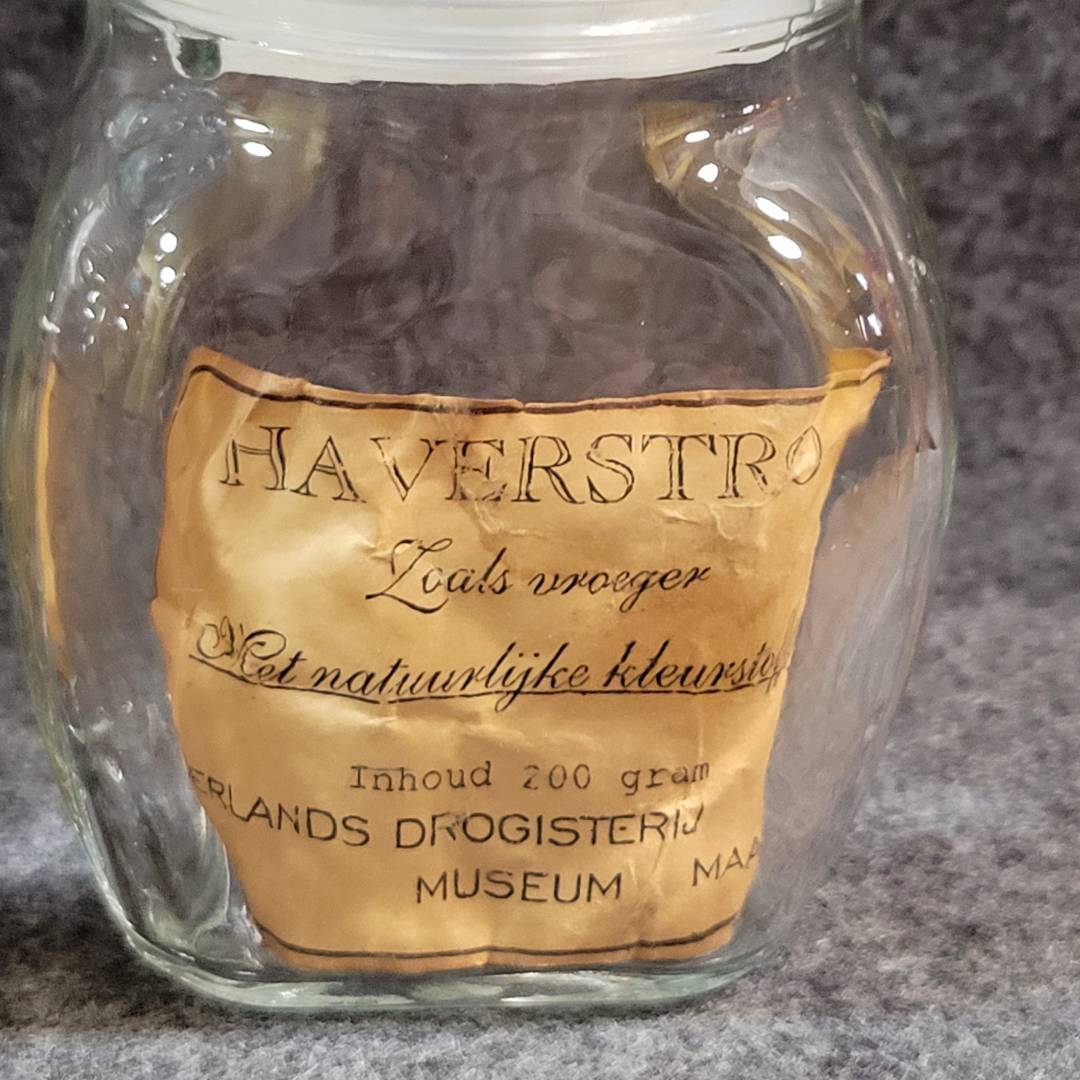 HAVERSTRO
Zoals vroeger
Met natuurlijke kleurstof
Inhoud 200 gram
ERLANDS DROGISTERIJ
MUSEUM MAA